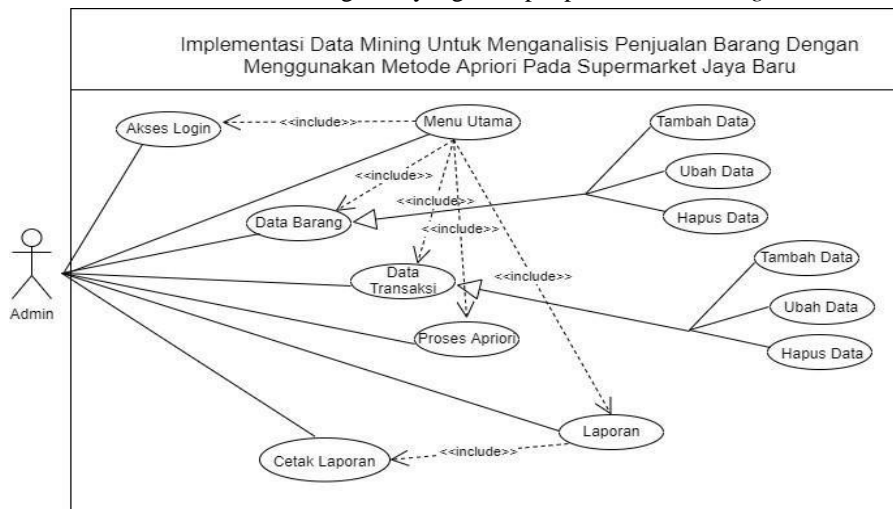 Implementasi Data Mining Untuk Menganalisis Penjualan Barang Dengan
Menggunakan Metode Apriori Pada Supermarket Jaya Baru
Akses Login
<<include>>
Menu Utama
Tambah Data
<<include>>
Ubah Data
<<include>>
Data Barang
<<include>>
Hapus Data
Admin
Data
Transaksi
<<include>>
Tambah Data
Ubah Data
Proses Apriori
Hapus Data
Laporan
<<include>>
Cetak Laporan